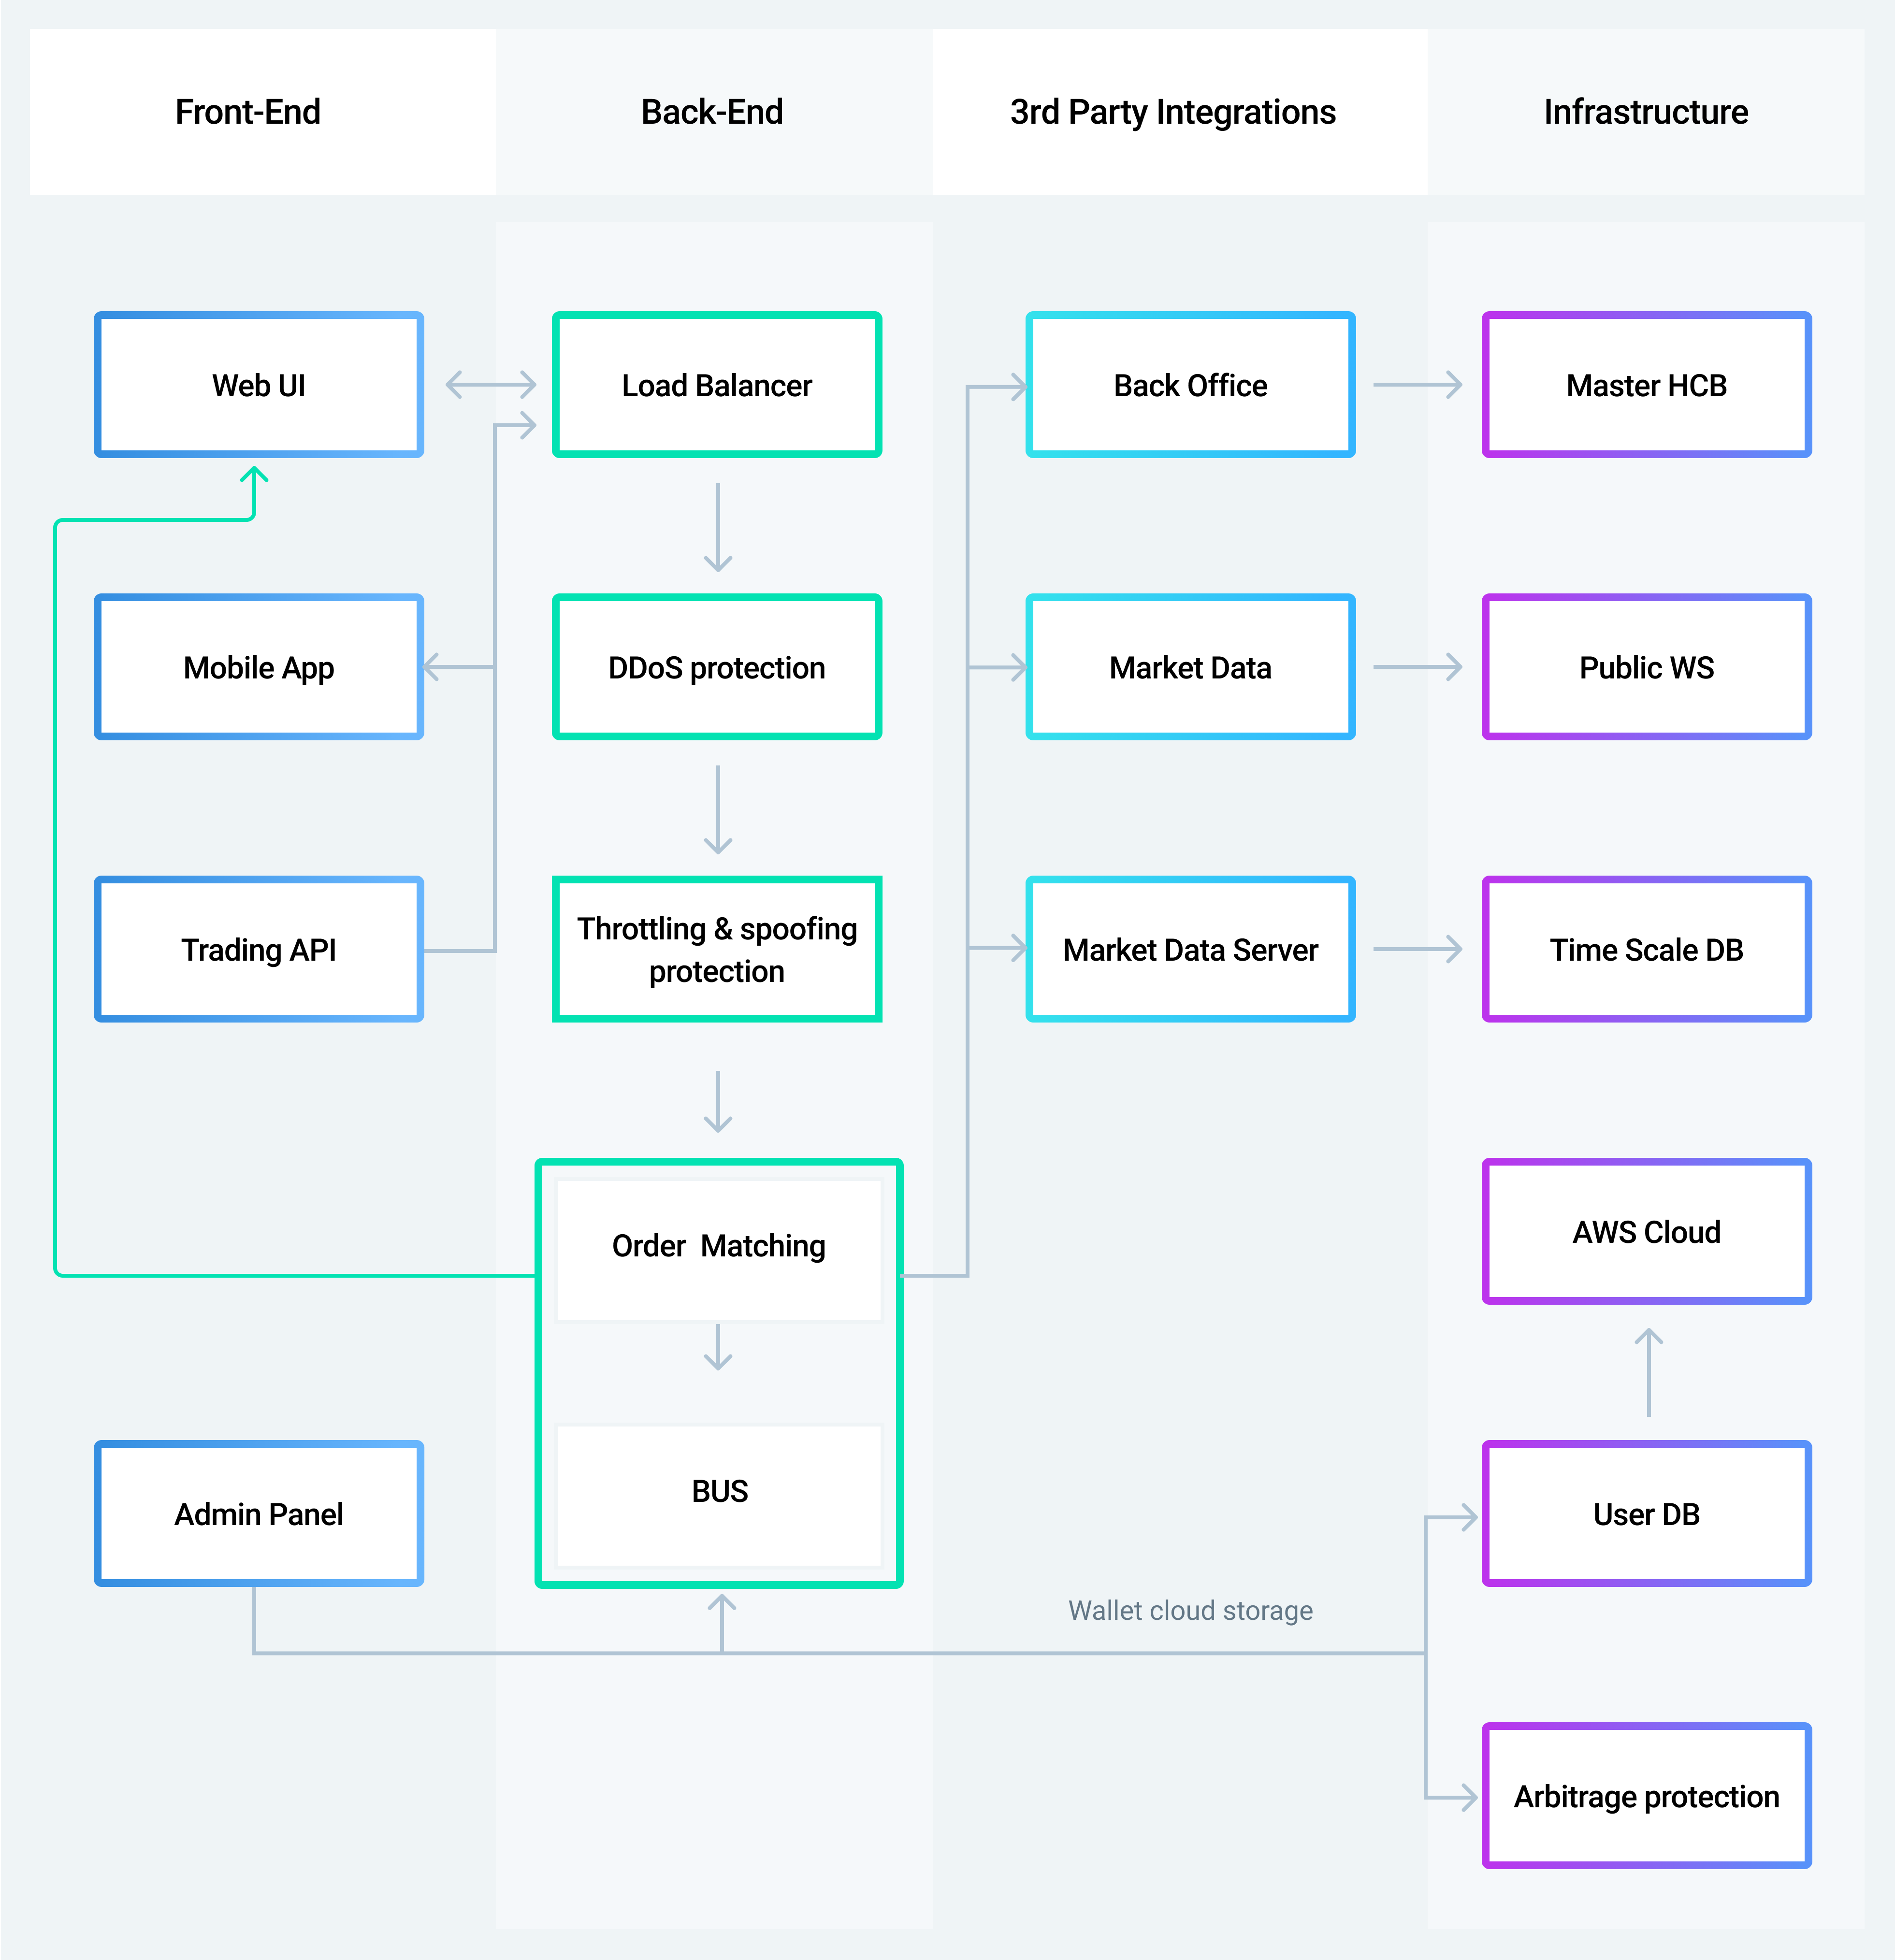 Front-End
Back-End
3rd Party Integrations
Infrastructure
Web UI
Load Balancer
Back Office
Master HCB
Mobile App
DDoS protection
Market Data
Public WS
Trading API
Throttling & spoofing
protection
Market Data Server
Time Scale DB
Order Matching
AWS Cloud
BUS
Admin Panel
User DB
Wallet cloud storage
Arbitrage protection